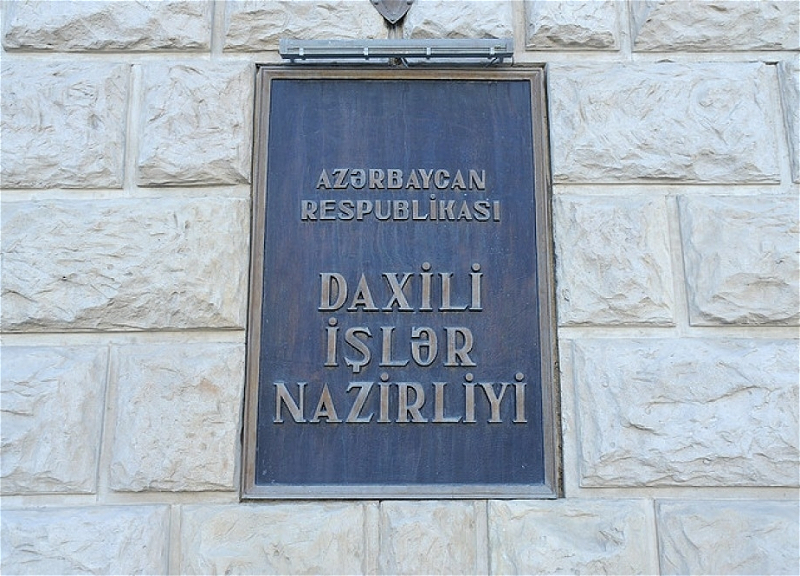 AZƏRBAYCAN
RESPUBLİKASI
DAXİLİ
İŞLƏR
NAZİRLİYİ